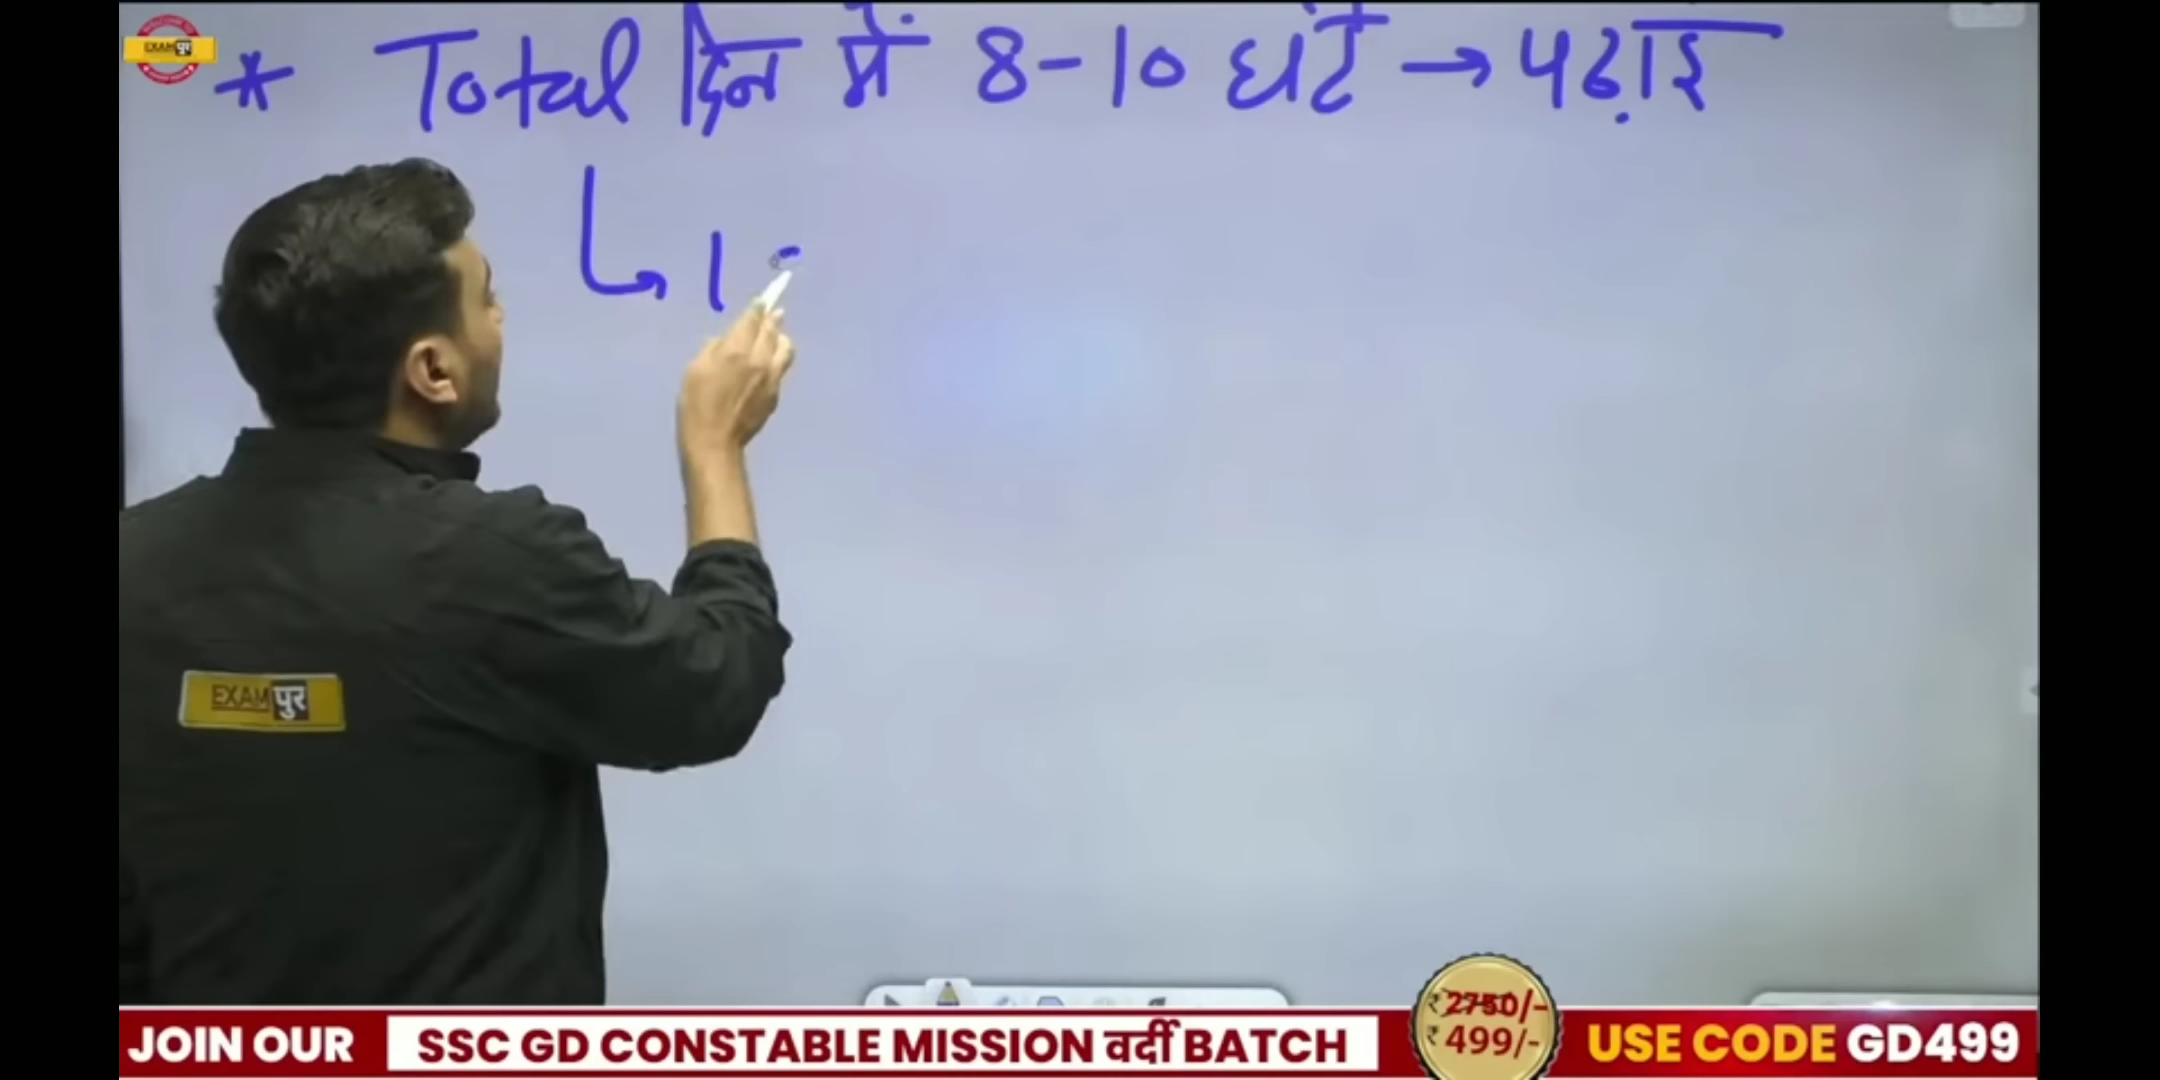 EXAMपुर
* Total दिन में 8-10 घंटे → पढ़ाई
1
EXAMपुर
JOIN OUR SSC GD CONSTABLE MISSION वर्दी BATCH ₹2750/- ₹499/- USE CODE GD499